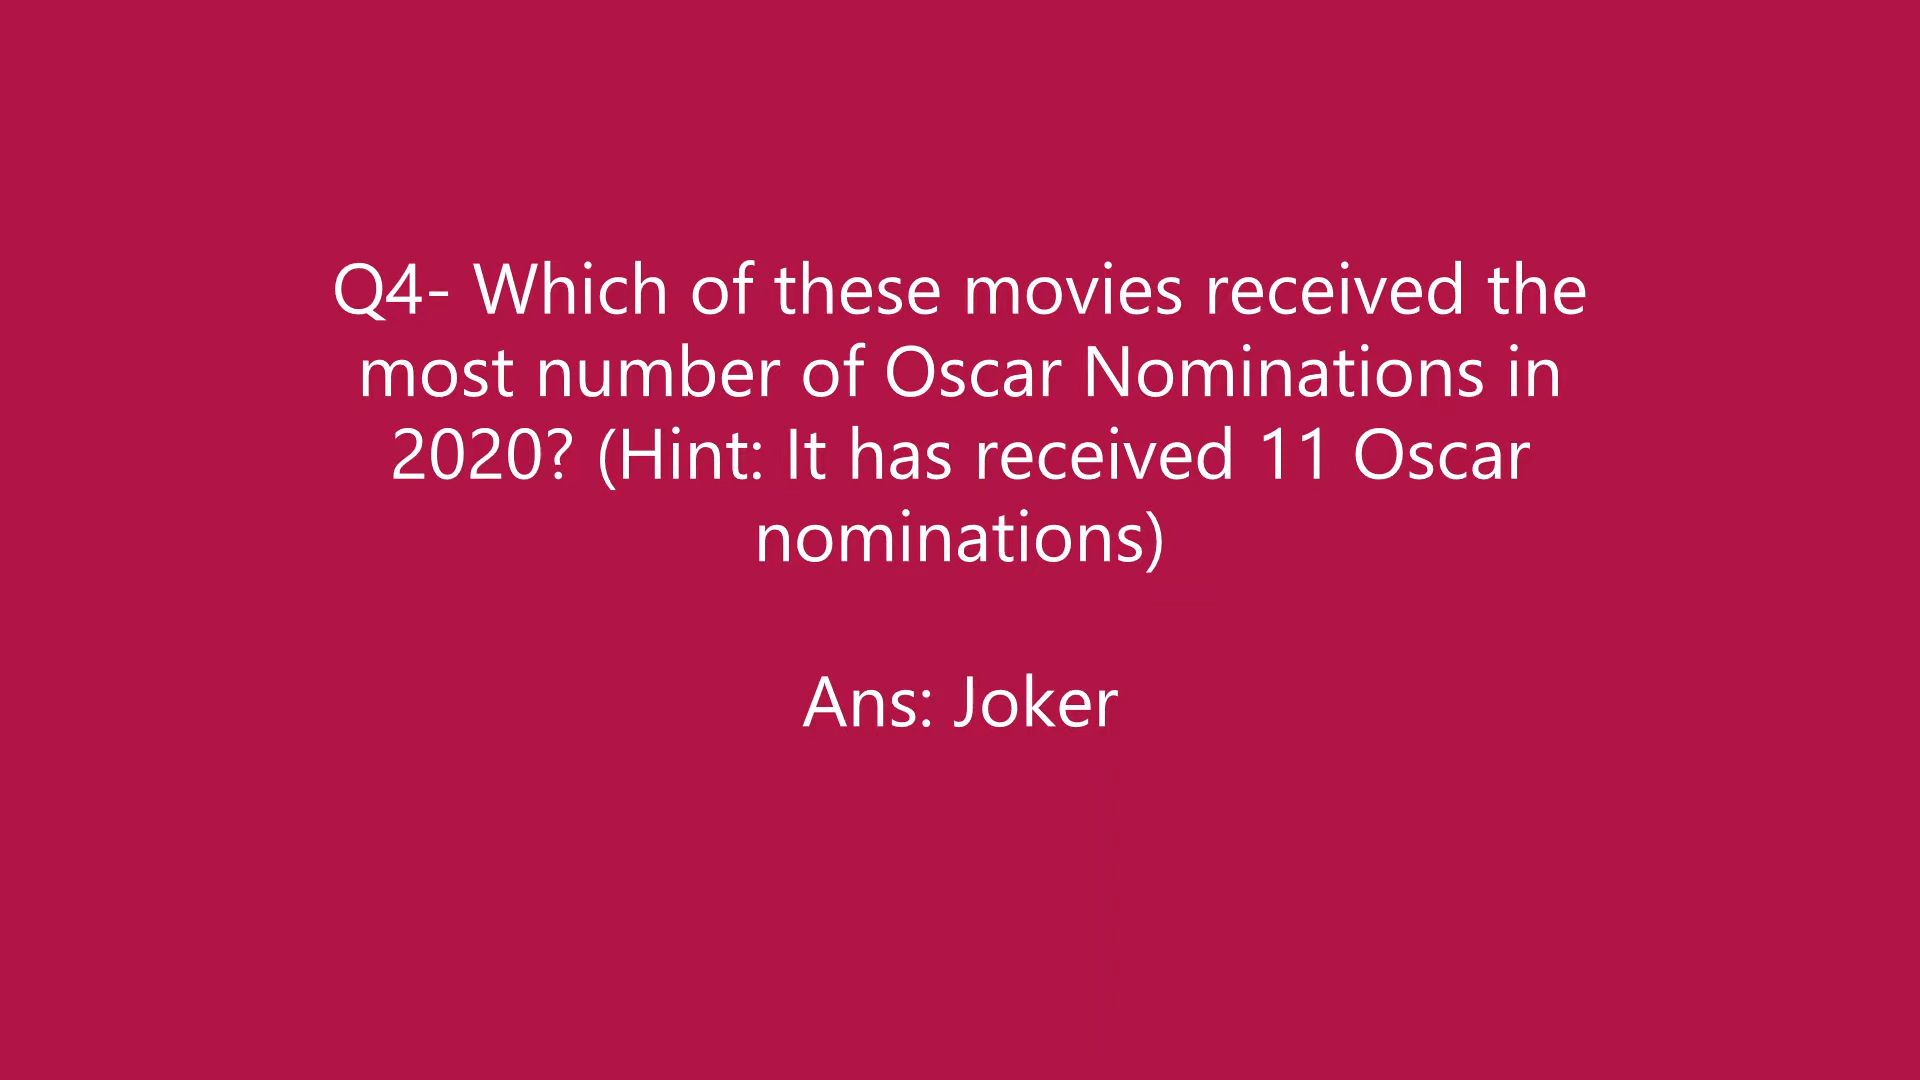 Q4- Which of these movies received the
most number of Oscar Nominations in
2020? (Hint: It has received 11 Oscar
nominations)
Ans: Joker